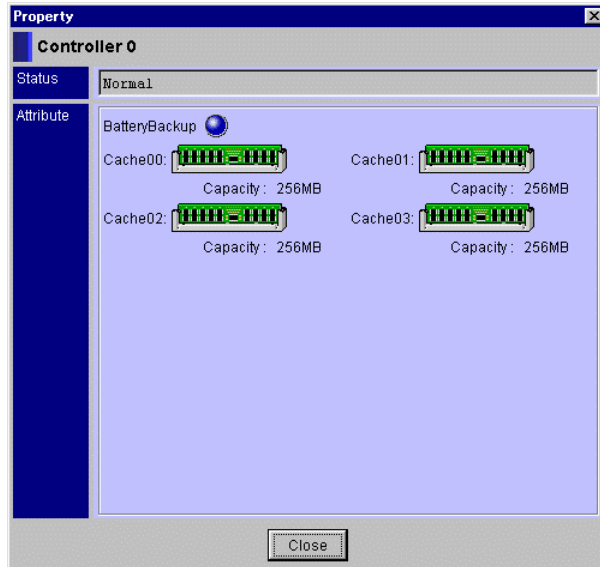 Property
Controller 0
Status
Normal
Attribute
BatteryBackup
Cache00: Cache01:
Capacity : 256MB Capacity : 256MB
Cache02: Cache03:
Capacity : 256MB Capacity : 256MB
Close